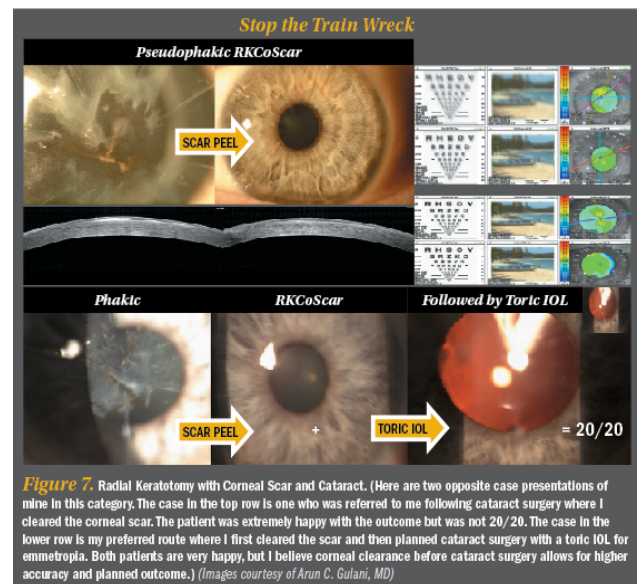 Stop the Train Wreck
Pseudophakic RKCoScar
SCAR PEEL
Phakic
RKCoScar
Followed by Toric IOL
SCAR PEEL
+
TORIC IOL
= 20/20
Figure 7. Radial Keratotomy with Corneal Scar and Cataract. (Here are two opposite case presentations of
mine in this category. The case in the top row is one who was referred to me following cataract surgery where I
cleared the corneal scar. The patient was extremely happy with the outcome but was not 20/20. The case in the
lower row is my preferred route where I first cleared the scar and then planned cataract surgery with a toric IOL for
emmetropia. Both patients are very happy, but I believe corneal clearance before cataract surgery allows for higher
accuracy and planned outcome.) (Images courtesy of Arun C. Gulani, MD)